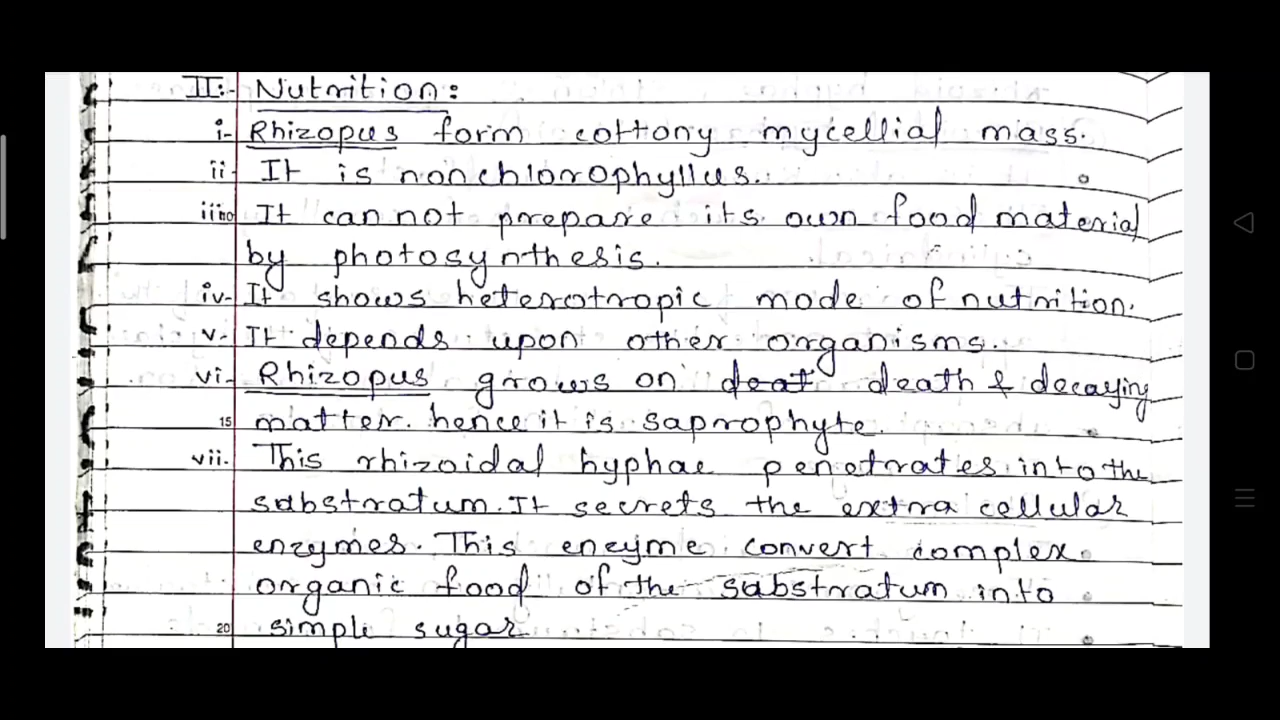 II:- Nutrition:
i- Rhizopus form cottony mycellial mass.
ii- It is nonchlorophyllus.
iii. It can not prepare its own food material
by photosynthesis.
iv- It shows heterotropic mode of nutrition.
v. It depends upon other organisms.
vi- Rhizopus grows on deat death & decaying
15 matter. hence it is saprophyte.
vii. This rhizoidal hyphae penetrates into the
substratum. It secrets the extra cellular
enzymes. This enzyme convert complex
organic food of the substratum into
20 simple sugar